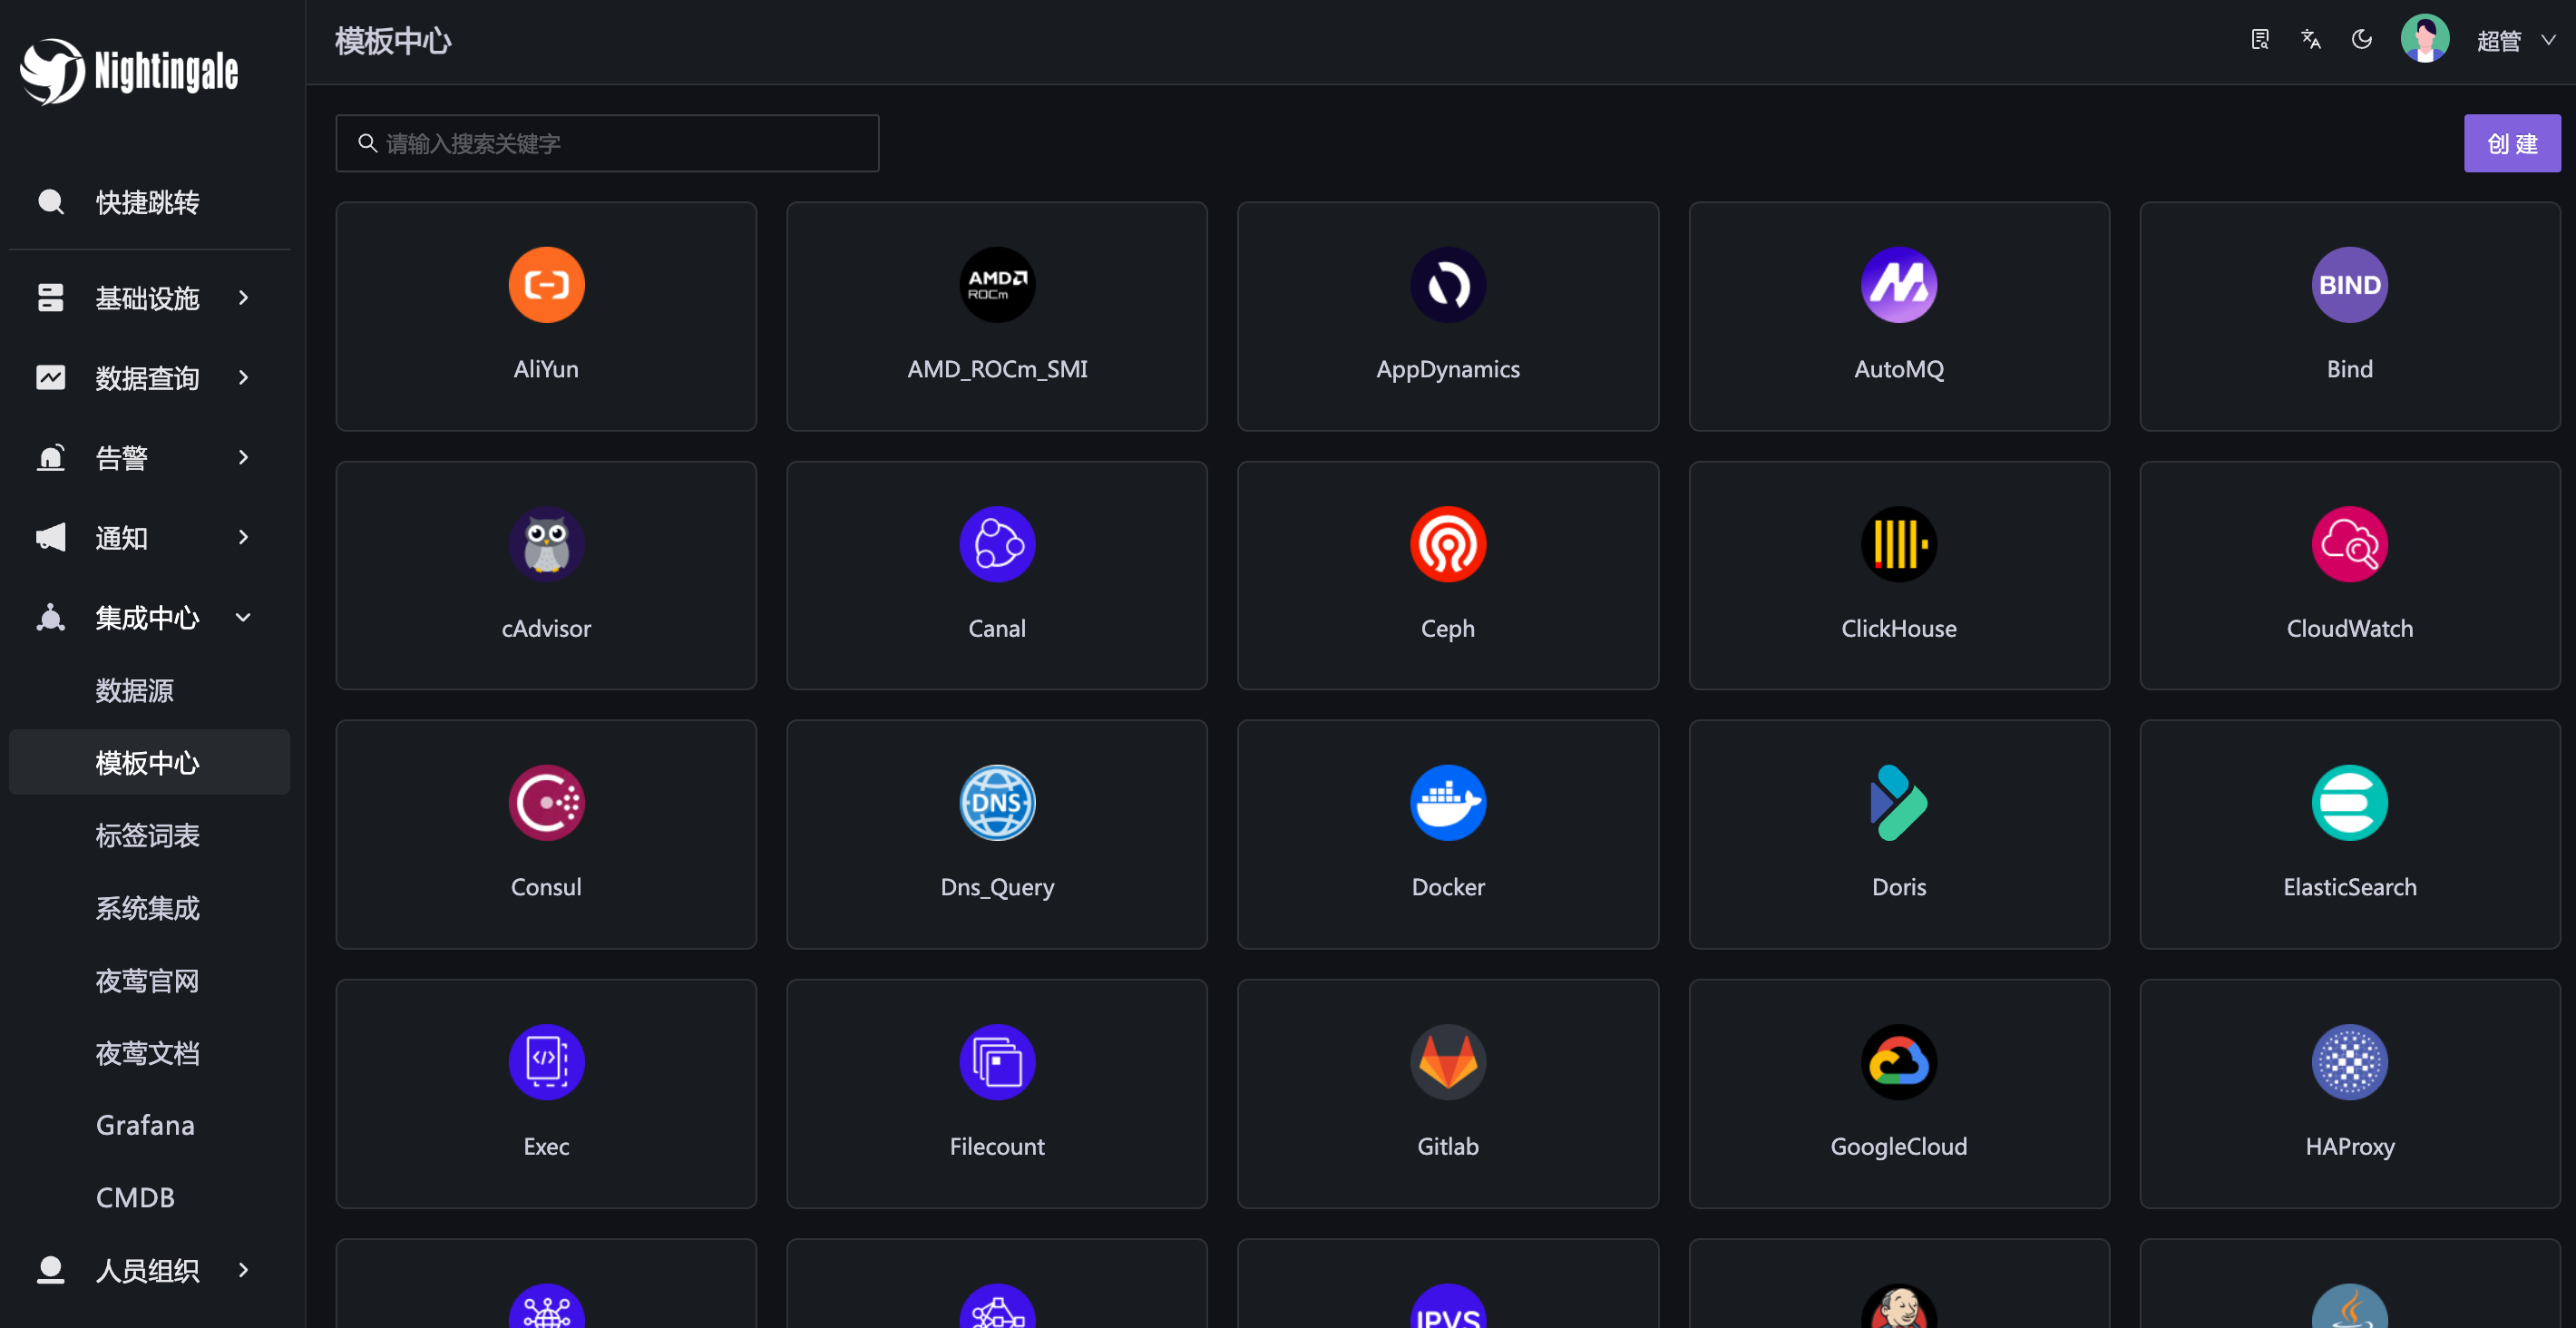 Nightingale
快捷跳转
基础设施
数据查询
告警
通知
集成中心
数据源
模板中心
标签词表
系统集成
夜莺官网
夜莺文档
Grafana
CMDB
人员组织
模板中心
超管
请输入搜索关键字
创建
AMD
ROCm
BIND
AliYun
AMD_ROCm_SMI
AppDynamics
AutoMQ
Bind
cAdvisor
Canal
Ceph
ClickHouse
CloudWatch
DNS
Consul
Dns_Query
Docker
Doris
ElasticSearch
Exec
Filecount
Gitlab
GoogleCloud
HAProxy
IPVS